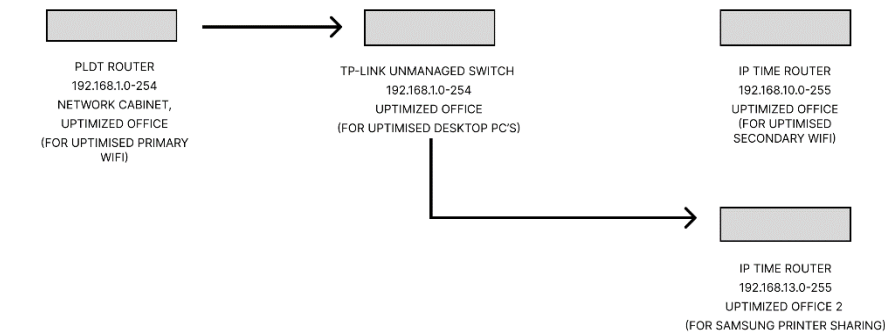 PLDT ROUTER
192.168.1.0-254
NETWORK CABINET,
UPTIMIZED OFFICE
(FOR UPTIMISED PRIMARY
WIFI)
TP-LINK UNMANAGED SWITCH
192.168.1.0-254
UPTIMIZED OFFICE
(FOR UPTIMISED DESKTOP PC'S)
IP TIME ROUTER
192.168.10.0-255
UPTIMIZED OFFICE
(FOR UPTIMISED
SECONDARY WIFI)
IP TIME ROUTER
192.168.13.0-255
UPTIMIZED OFFICE 2
(FOR SAMSUNG PRINTER SHARING)